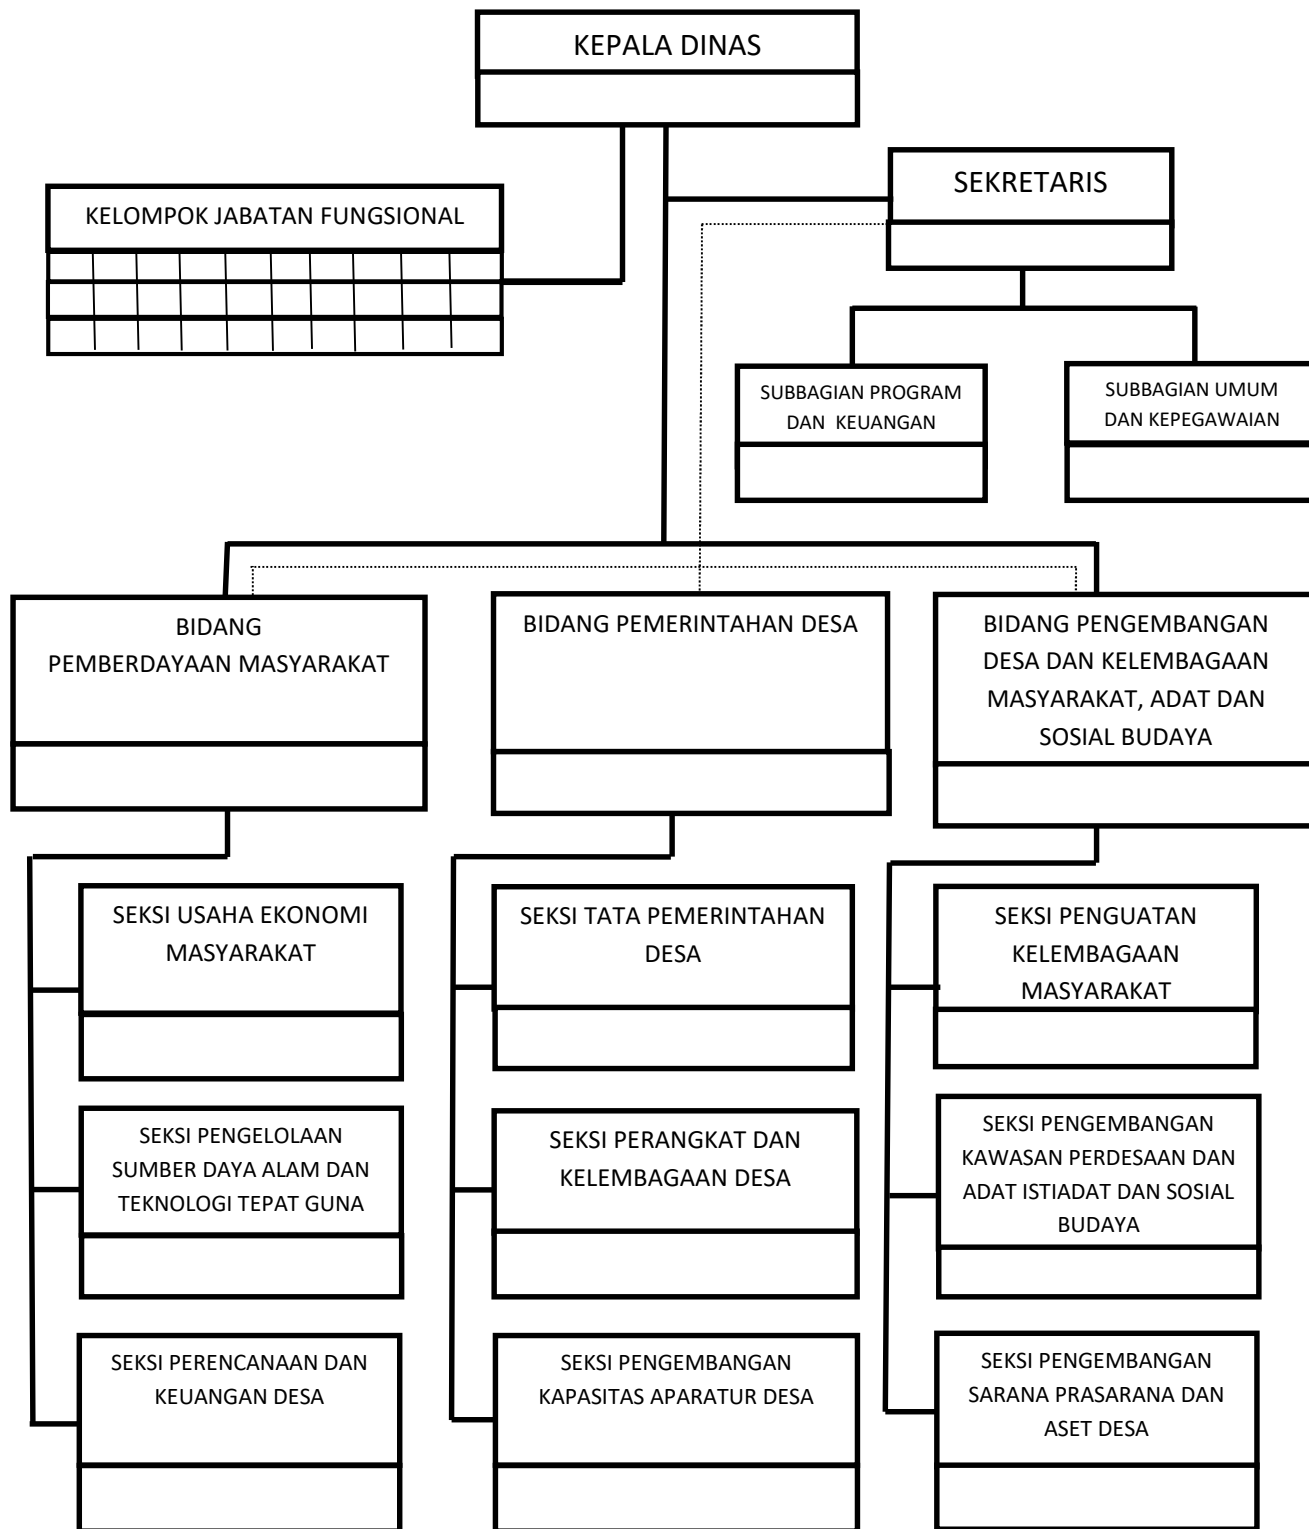 KEPALA DINAS
SEKRETARIS
KELOMPOK JABATAN FUNGSIONAL
SUBBAGIAN PROGRAM
DAN KEUANGAN
SUBBAGIAN UMUM
DAN KEPEGAWAIAN
BIDANG
PEMBERDAYAAN MASYARAKAT
BIDANG PEMERINTAHAN DESA
BIDANG PENGEMBANGAN
DESA DAN KELEMBAGAAN
MASYARAKAT, ADAT DAN
SOSIAL BUDAYA
SEKSI USAHA EKONOMI
MASYARAKAT
SEKSI TATA PEMERINTAHAN
DESA
SEKSI PENGUATAN
KELEMBAGAAN
MASYARAKAT
SEKSI PENGELOLAAN
SUMBER DAYA ALAM DAN
TEKNOLOGI TEPAT GUNA
SEKSI PERANGKAT DAN
KELEMBAGAAN DESA
SEKSI PENGEMBANGAN
KAWASAN PERDESAAN DAN
ADAT ISTIADAT DAN SOSIAL
BUDAYA
SEKSI PERENCANAAN DAN
KEUANGAN DESA
SEKSI PENGEMBANGAN
KAPASITAS APARATUR DESA
SEKSI PENGEMBANGAN
SARANA PRASARANA DAN
ASET DESA